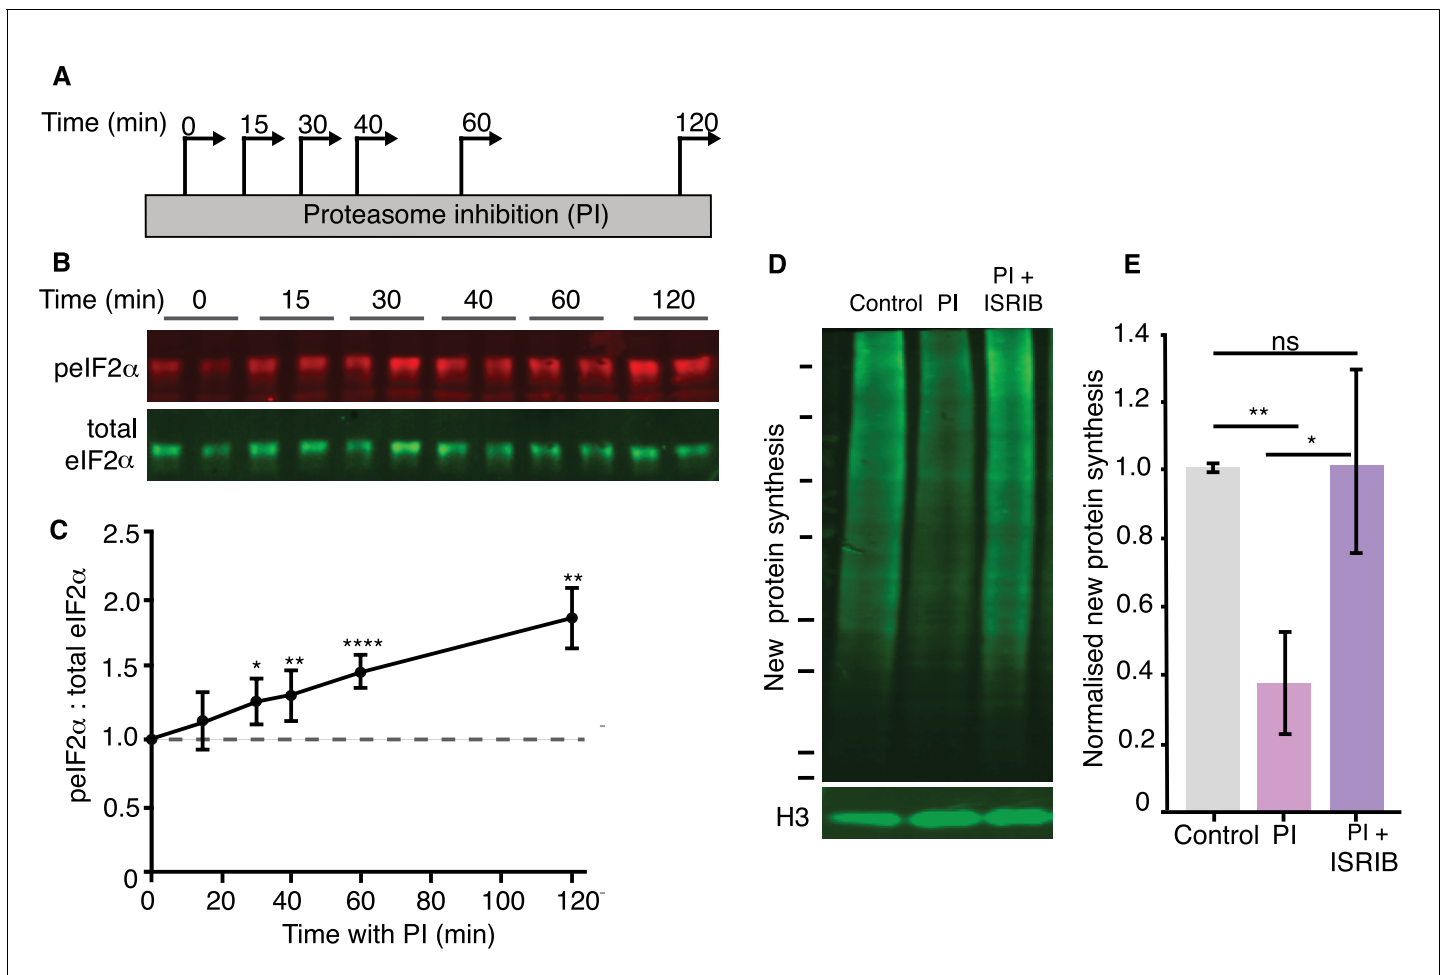 A
Time (min) 0 15 30 40 60 120
Proteasome inhibition (PI)
B
Time (min) 0 15 30 40 60 120
peIF2α
total
eIF2α
C
peIF2α : total eIF2α
2.5
2.0
1.5
1.0
0.5
0
* ** **** **
0 20 40 60 80 100 120
Time with PI (min)
D
Control PI PI +
ISRIB
New protein synthesis
H3
E
Normalised new protein synthesis
1.4
1.2
1.0
0.8
0.6
0.4
0.2
0
ns
**
*
Control PI PI +
ISRIB